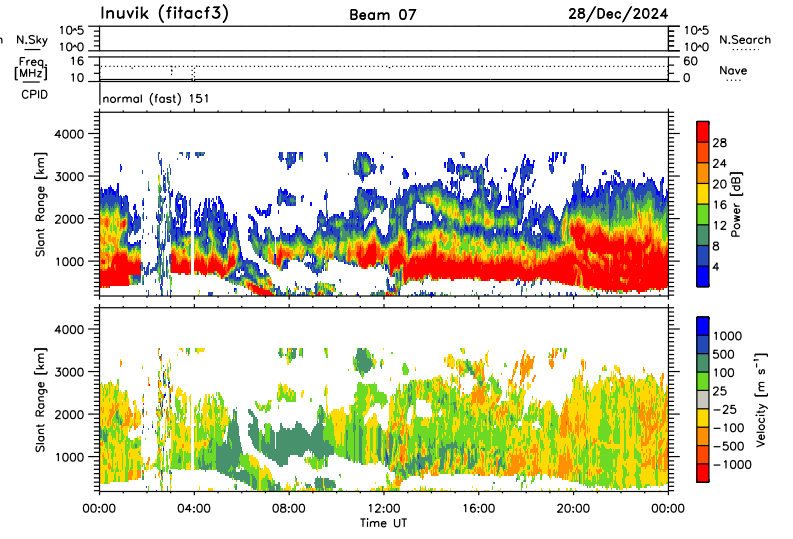 Inuvik (fitacf3) Beam 07 28/Dec/2024
N.Sky 10^5 10^5 N.Search
10^0 10^0
Freq. 16 60 Nave
[MHz] 10 0
CPID normal (fast) 151
4000
3000
2000
1000
Slant Range [km]
28
24
20
16
12
8
4
Power [dB]
4000
3000
2000
1000
Slant Range [km]
1000
500
100
25
-25
-100
-500
-1000
Velocity [m s⁻¹]
00:00 04:00 08:00 12:00 16:00 20:00 00:00
Time UT